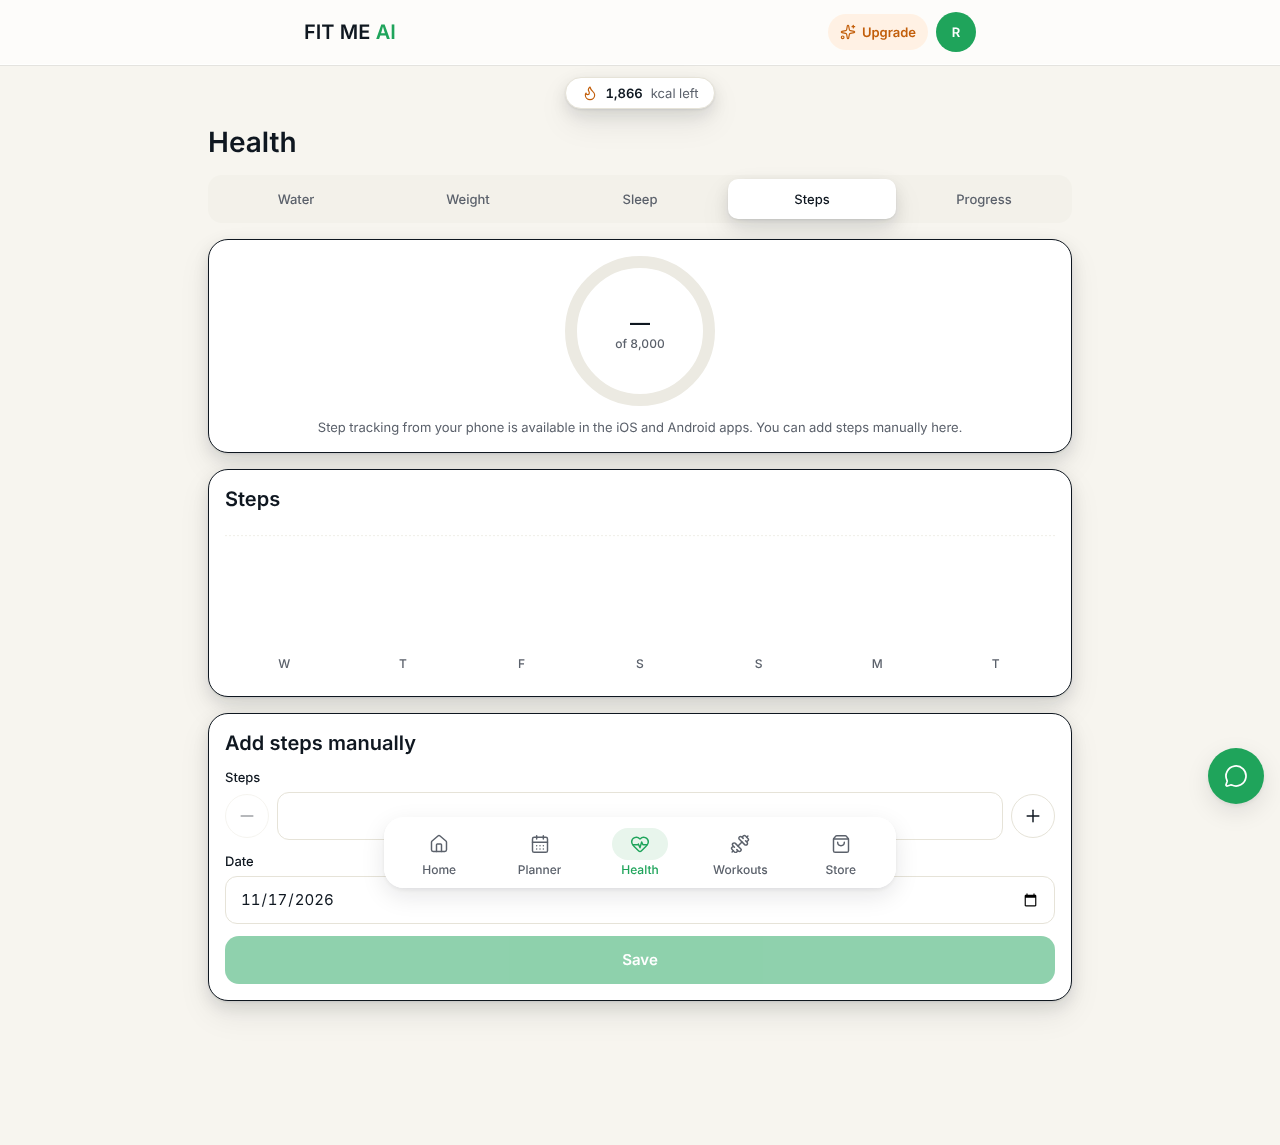 FIT ME AI
Upgrade
R
1,866 kcal left
Health
Water Weight Sleep Steps Progress
—
of 8,000
Step tracking from your phone is available in the iOS and Android apps. You can add steps manually here.
Steps
W T F S S M T
Add steps manually
Steps
Date
11/17/2026
Home Planner Health Workouts Store
Save